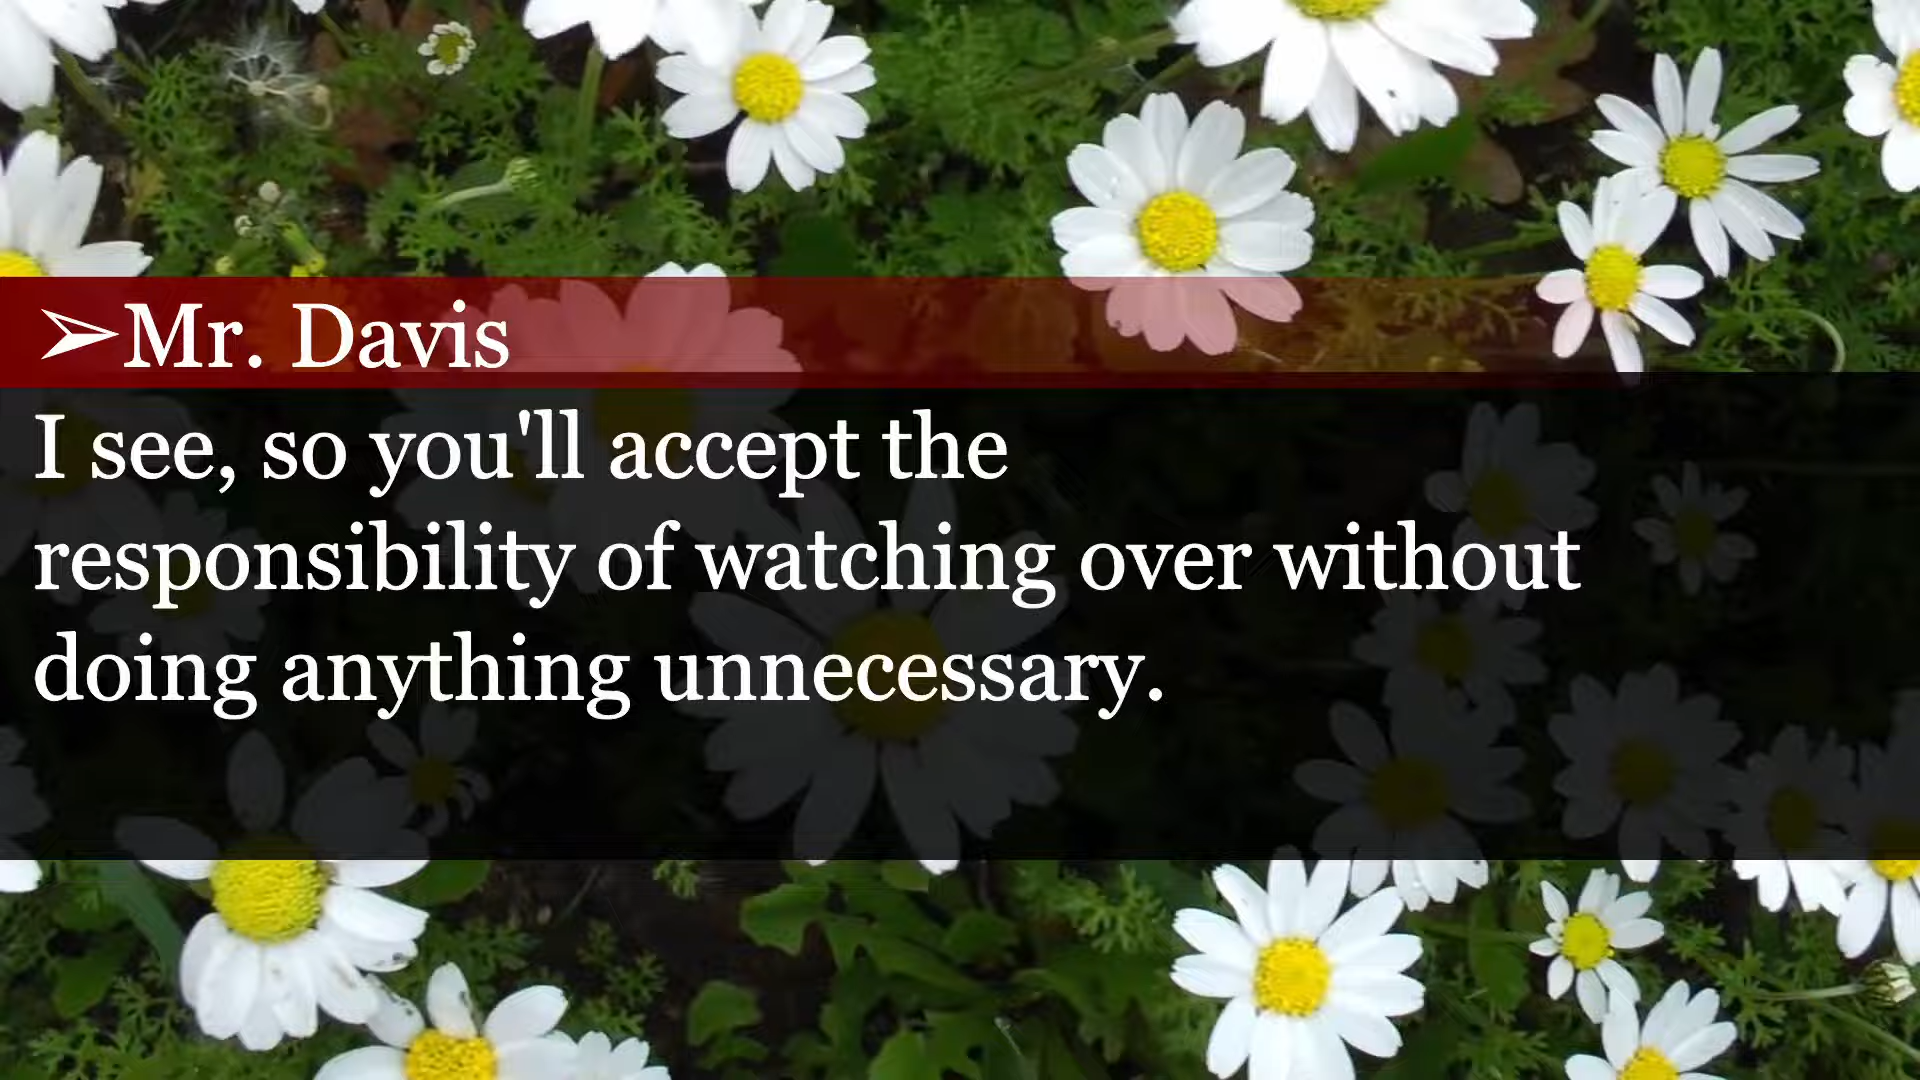 ➢Mr. Davis
I see, so you'll accept the
responsibility of watching over without
doing anything unnecessary.